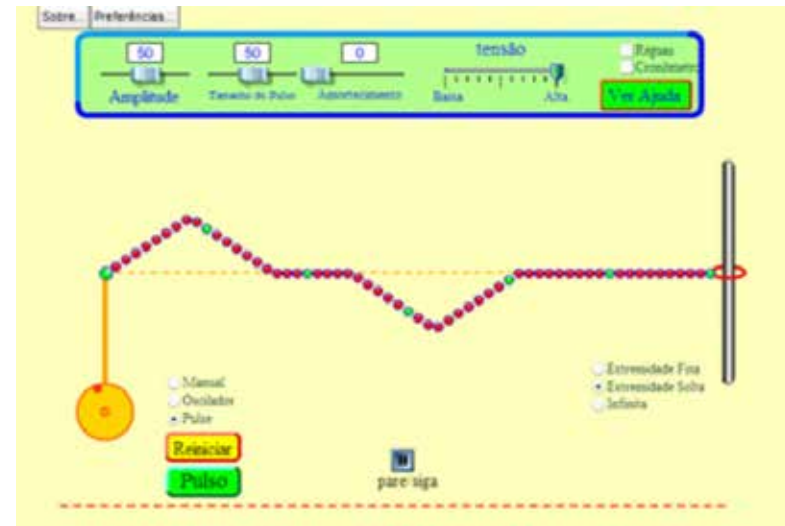 Sobre... Preferências...
50 50 0 tensão
Réguas
Cronômetro
Amplitude Tamanho do Pulso Amortecimento Baixa Alta Ver Ajuda
Manual
Oscilador
Pulse
Reiniciar
Pulso
Extremidade Fixa
Extremidade Solta
Infinita
pare/siga